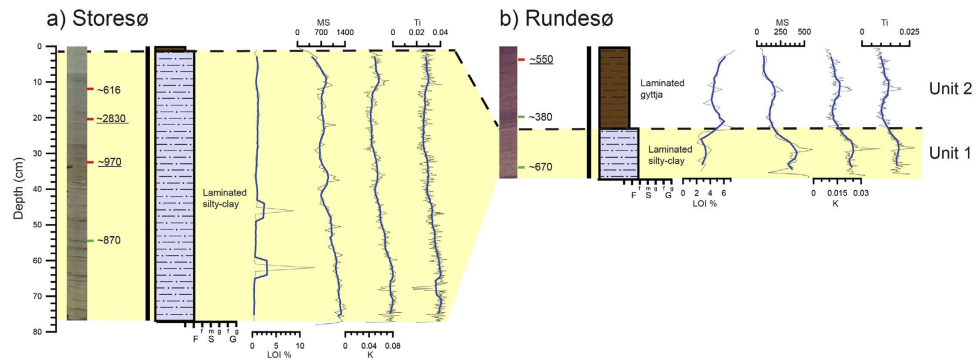 a) Storesø
b) Rundesø
MS
0 700 1400
Ti
0 0.02 0.04
MS
0 250 500
Ti
0 0.025
Depth (cm)
0
10
20
30
40
50
60
70
80
~616
~2830
~970
~870
Laminated
silty-clay
f m g f g
F S G
0 5 10
LOI %
0 0.04 0.08
K
~550
~380
~670
Laminated
gyttja
Laminated
silty-clay
Unit 2
Unit 1
f m g f g
F S G
0 2 4 6
LOI %
0 0.015 0.03
K